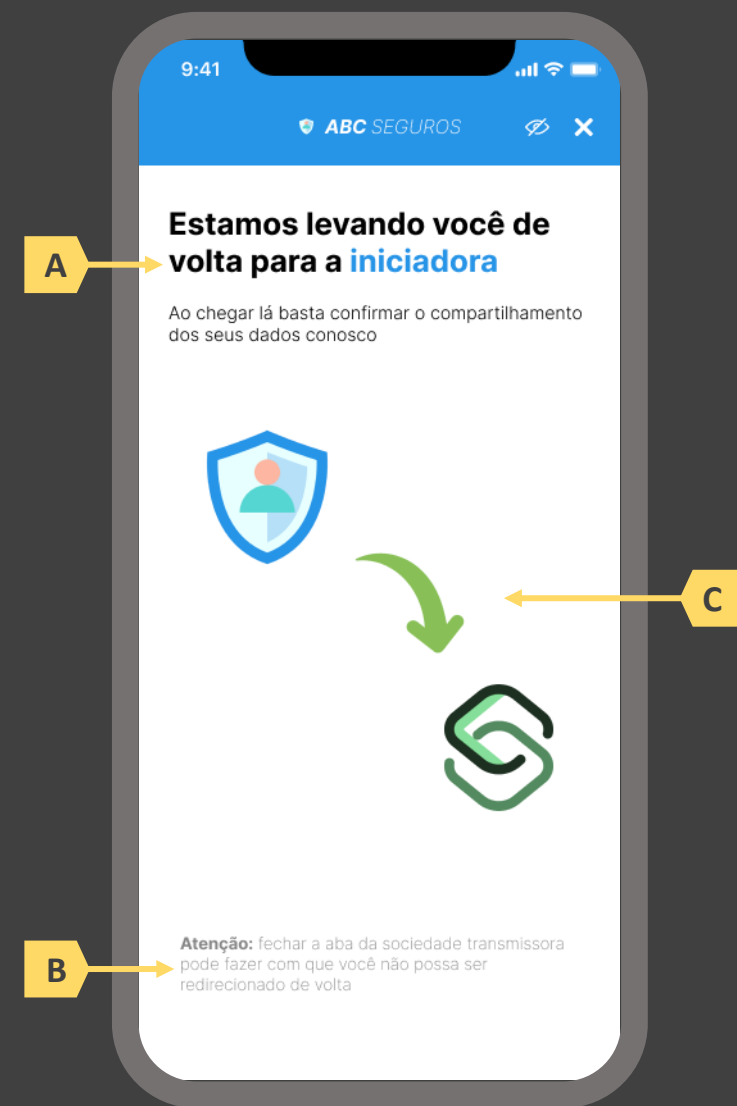 9:41
ABC SEGUROS
Estamos levando você de
volta para a iniciadora
A
Ao chegar lá basta confirmar o compartilhamento
dos seus dados conosco
C
Atenção: fechar a aba da sociedade transmissora
pode fazer com que você não possa ser
redirecionado de volta
B